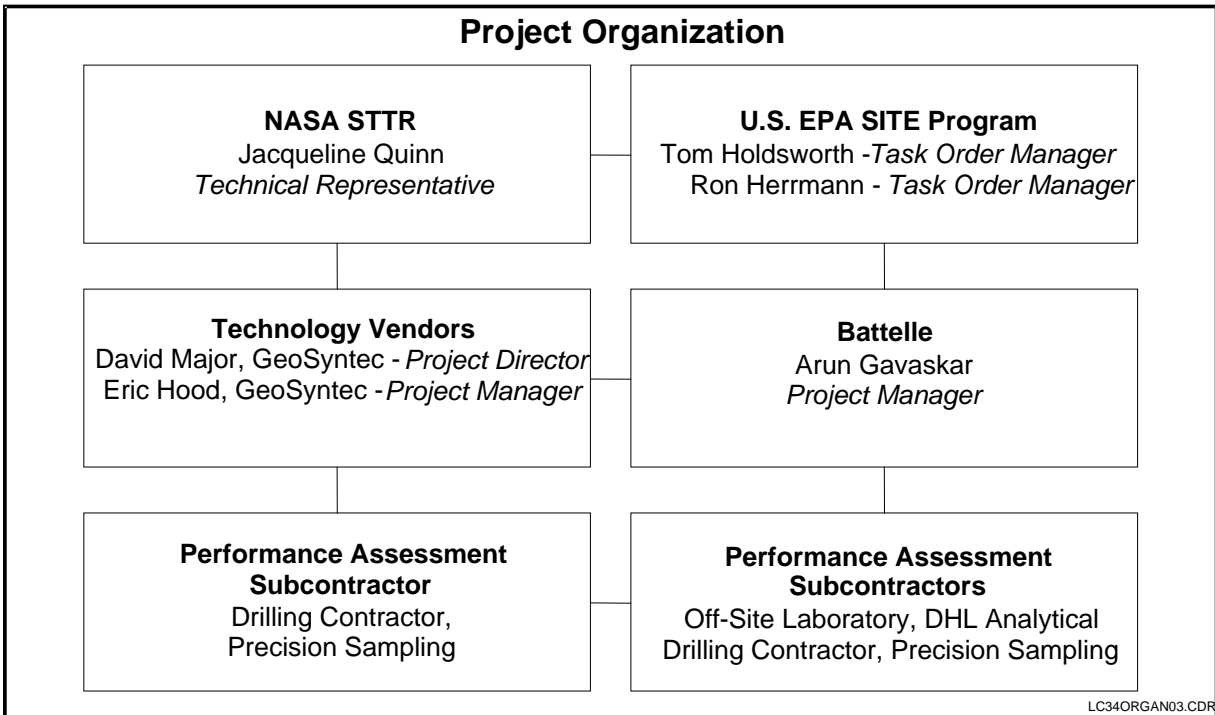 Project Organization
NASA STTR
Jacqueline Quinn
Technical Representative
U.S. EPA SITE Program
Tom Holdsworth -Task Order Manager
Ron Herrmann - Task Order Manager
Technology Vendors
David Major, GeoSyntec - Project Director
Eric Hood, GeoSyntec -Project Manager
Battelle
Arun Gavaskar
Project Manager
Performance Assessment
Subcontractor
Drilling Contractor,
Precision Sampling
Performance Assessment
Subcontractors
Off-Site Laboratory, DHL Analytical
Drilling Contractor, Precision Sampling
LC34ORGAN03.CDR